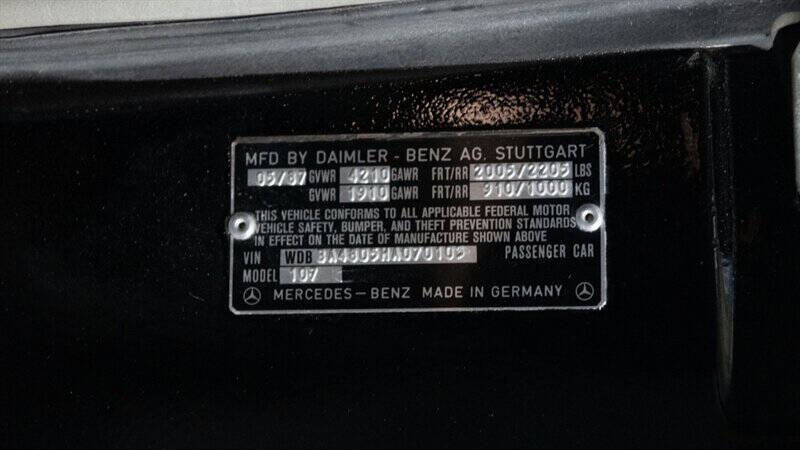 MFD BY DAIMLER - BENZ AG. STUTTGART
05/87 GVWR 4210 GAWR FRT/RR 2005/2205 LBS
GVWR 1910 GAWR FRT/RR 910/1000 KG
THIS VEHICLE CONFORMS TO ALL APPLICABLE FEDERAL MOTOR
VEHICLE SAFETY, BUMPER, AND THEFT PREVENTION STANDARDS
IN EFFECT ON THE DATE OF MANUFACTURE SHOWN ABOVE
VIN WDB PASSENGER CAR
MODEL 107
MERCEDES-BENZ MADE IN GERMANY